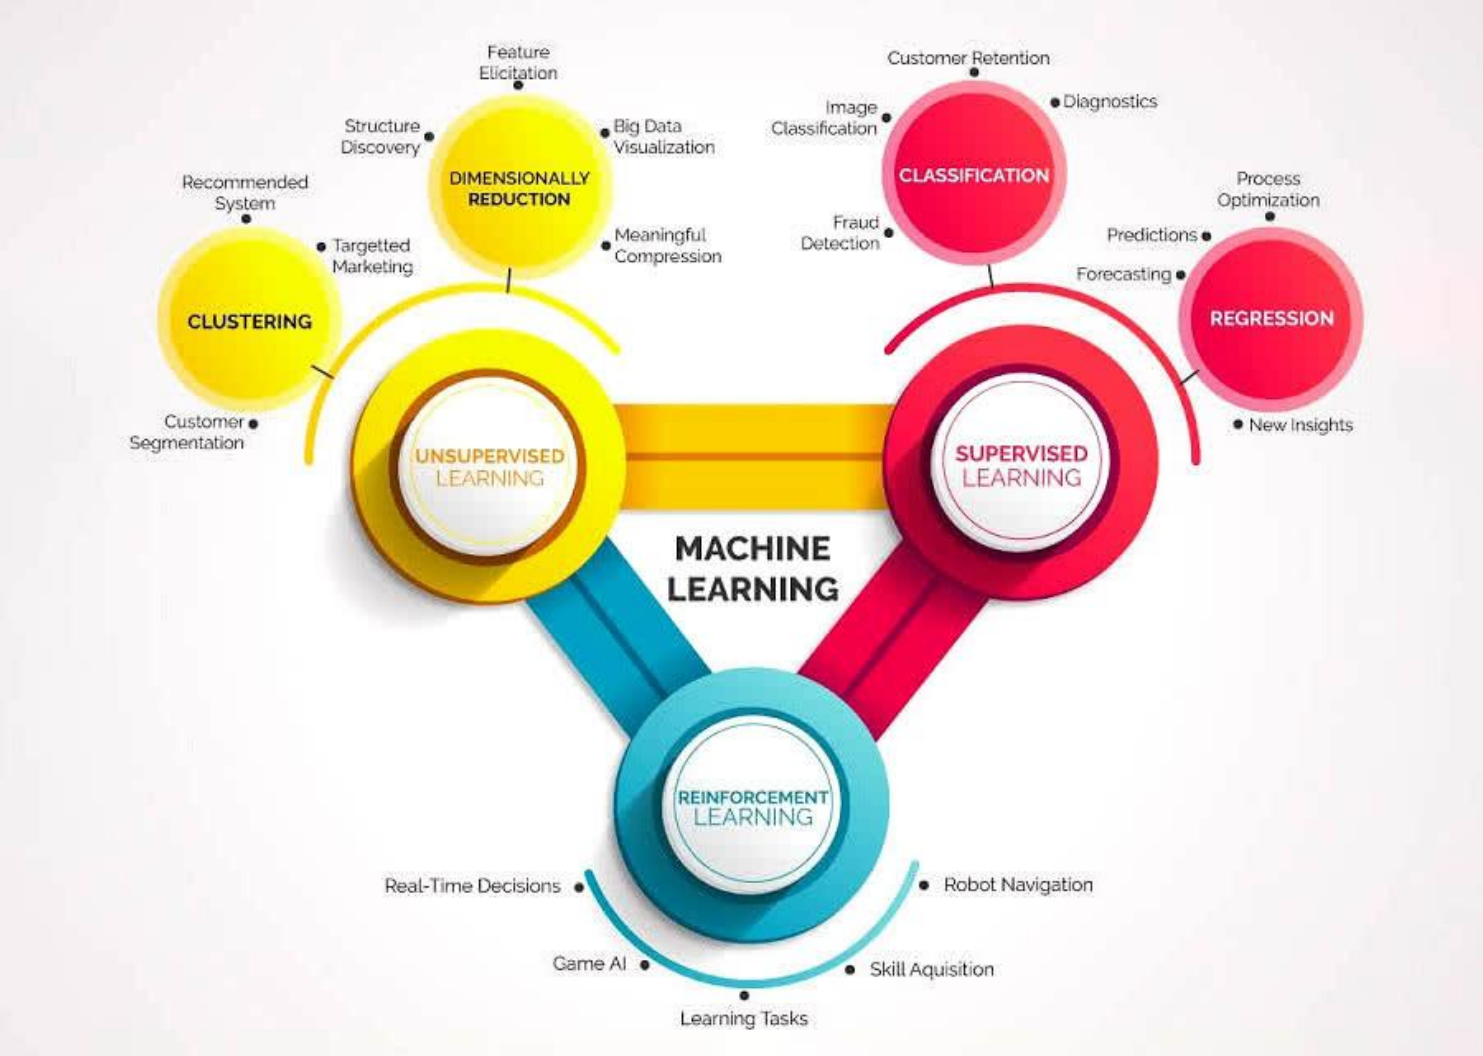 Feature
Elicitation
Structure
Discovery
Big Data
Visualization
DIMENSIONALLY
REDUCTION
Meaningful
Compression
Recommended
System
Targetted
Marketing
CLUSTERING
Customer
Segmentation
UNSUPERVISED
LEARNING
Customer Retention
Image
Classification
Diagnostics
CLASSIFICATION
Fraud
Detection
Process
Optimization
Predictions
Forecasting
REGRESSION
New Insights
SUPERVISED
LEARNING
MACHINE
LEARNING
REINFORCEMENT
LEARNING
Real-Time Decisions
Robot Navigation
Game AI
Skill Aquisition
Learning Tasks